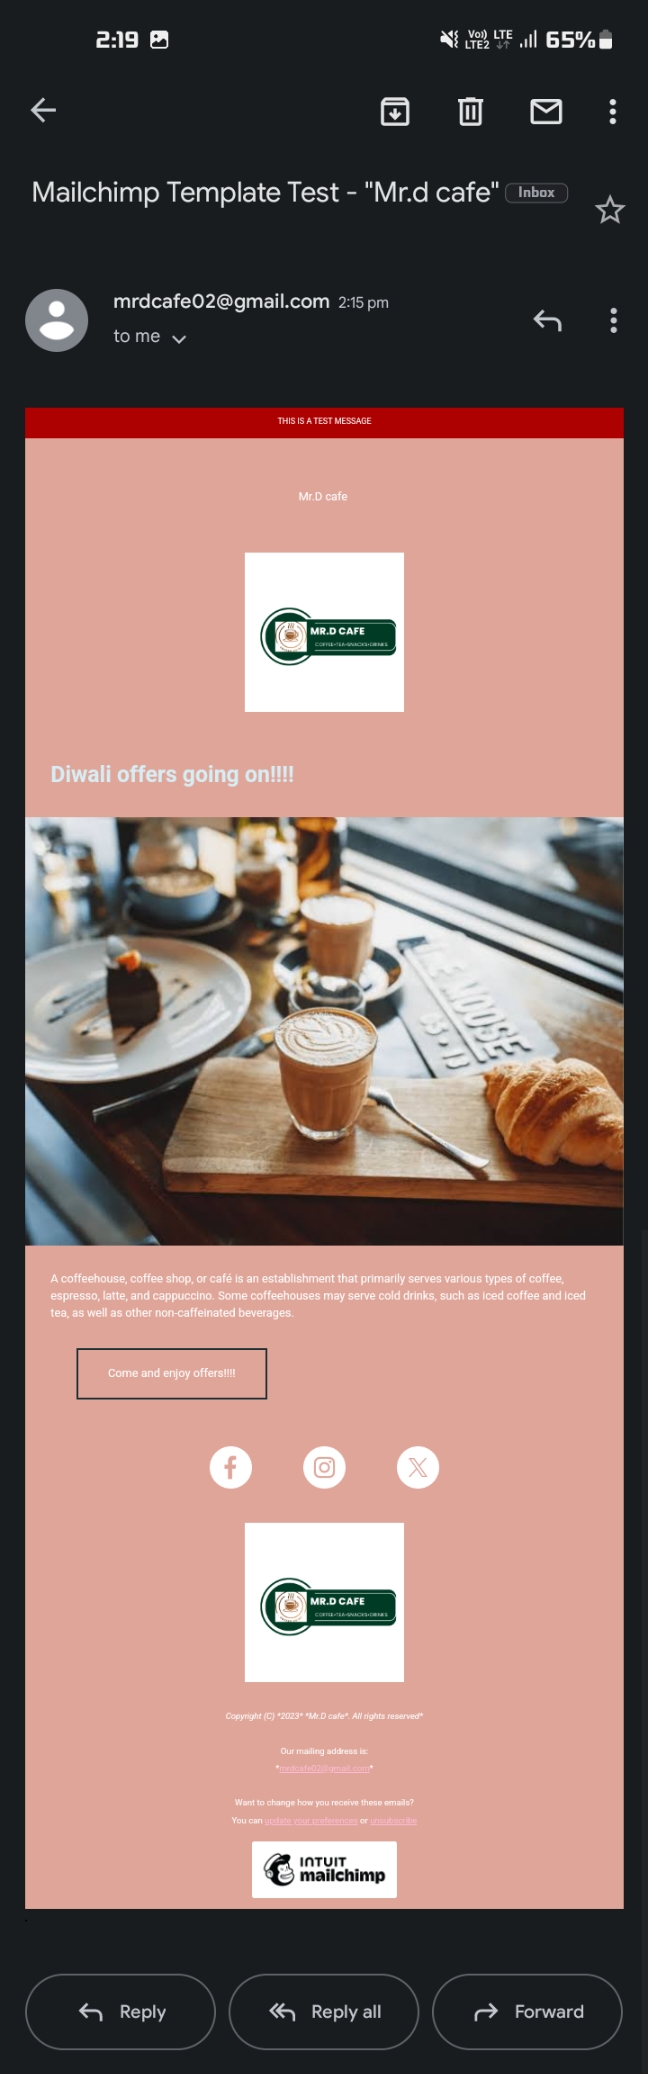 2:19
Vo)) LTE
LTE2
65%
Mailchimp Template Test - "Mr.d cafe" Inbox
mrdcafe02@gmail.com 2:15 pm
to me
THIS IS A TEST MESSAGE
Mr.D cafe
MR.D CAFE
COFFEE•TEA•SNACKS•DRINKS
Diwali offers going on!!!!
THE MOOSE
A coffeehouse, coffee shop, or café is an establishment that primarily serves various types of coffee,
espresso, latte, and cappuccino. Some coffeehouses may serve cold drinks, such as iced coffee and iced
tea, as well as other non-caffeinated beverages.
Come and enjoy offers!!!!
MR.D CAFE
COFFEE•TEA•SNACKS•DRINKS
Copyright (C) *2023* *Mr.D cafe*. All rights reserved*
Our mailing address is:
*mrdcafe02@gmail.com*
Want to change how you receive these emails?
You can update your preferences or unsubscribe
INTUIT
mailchimp
Reply
Reply all
Forward